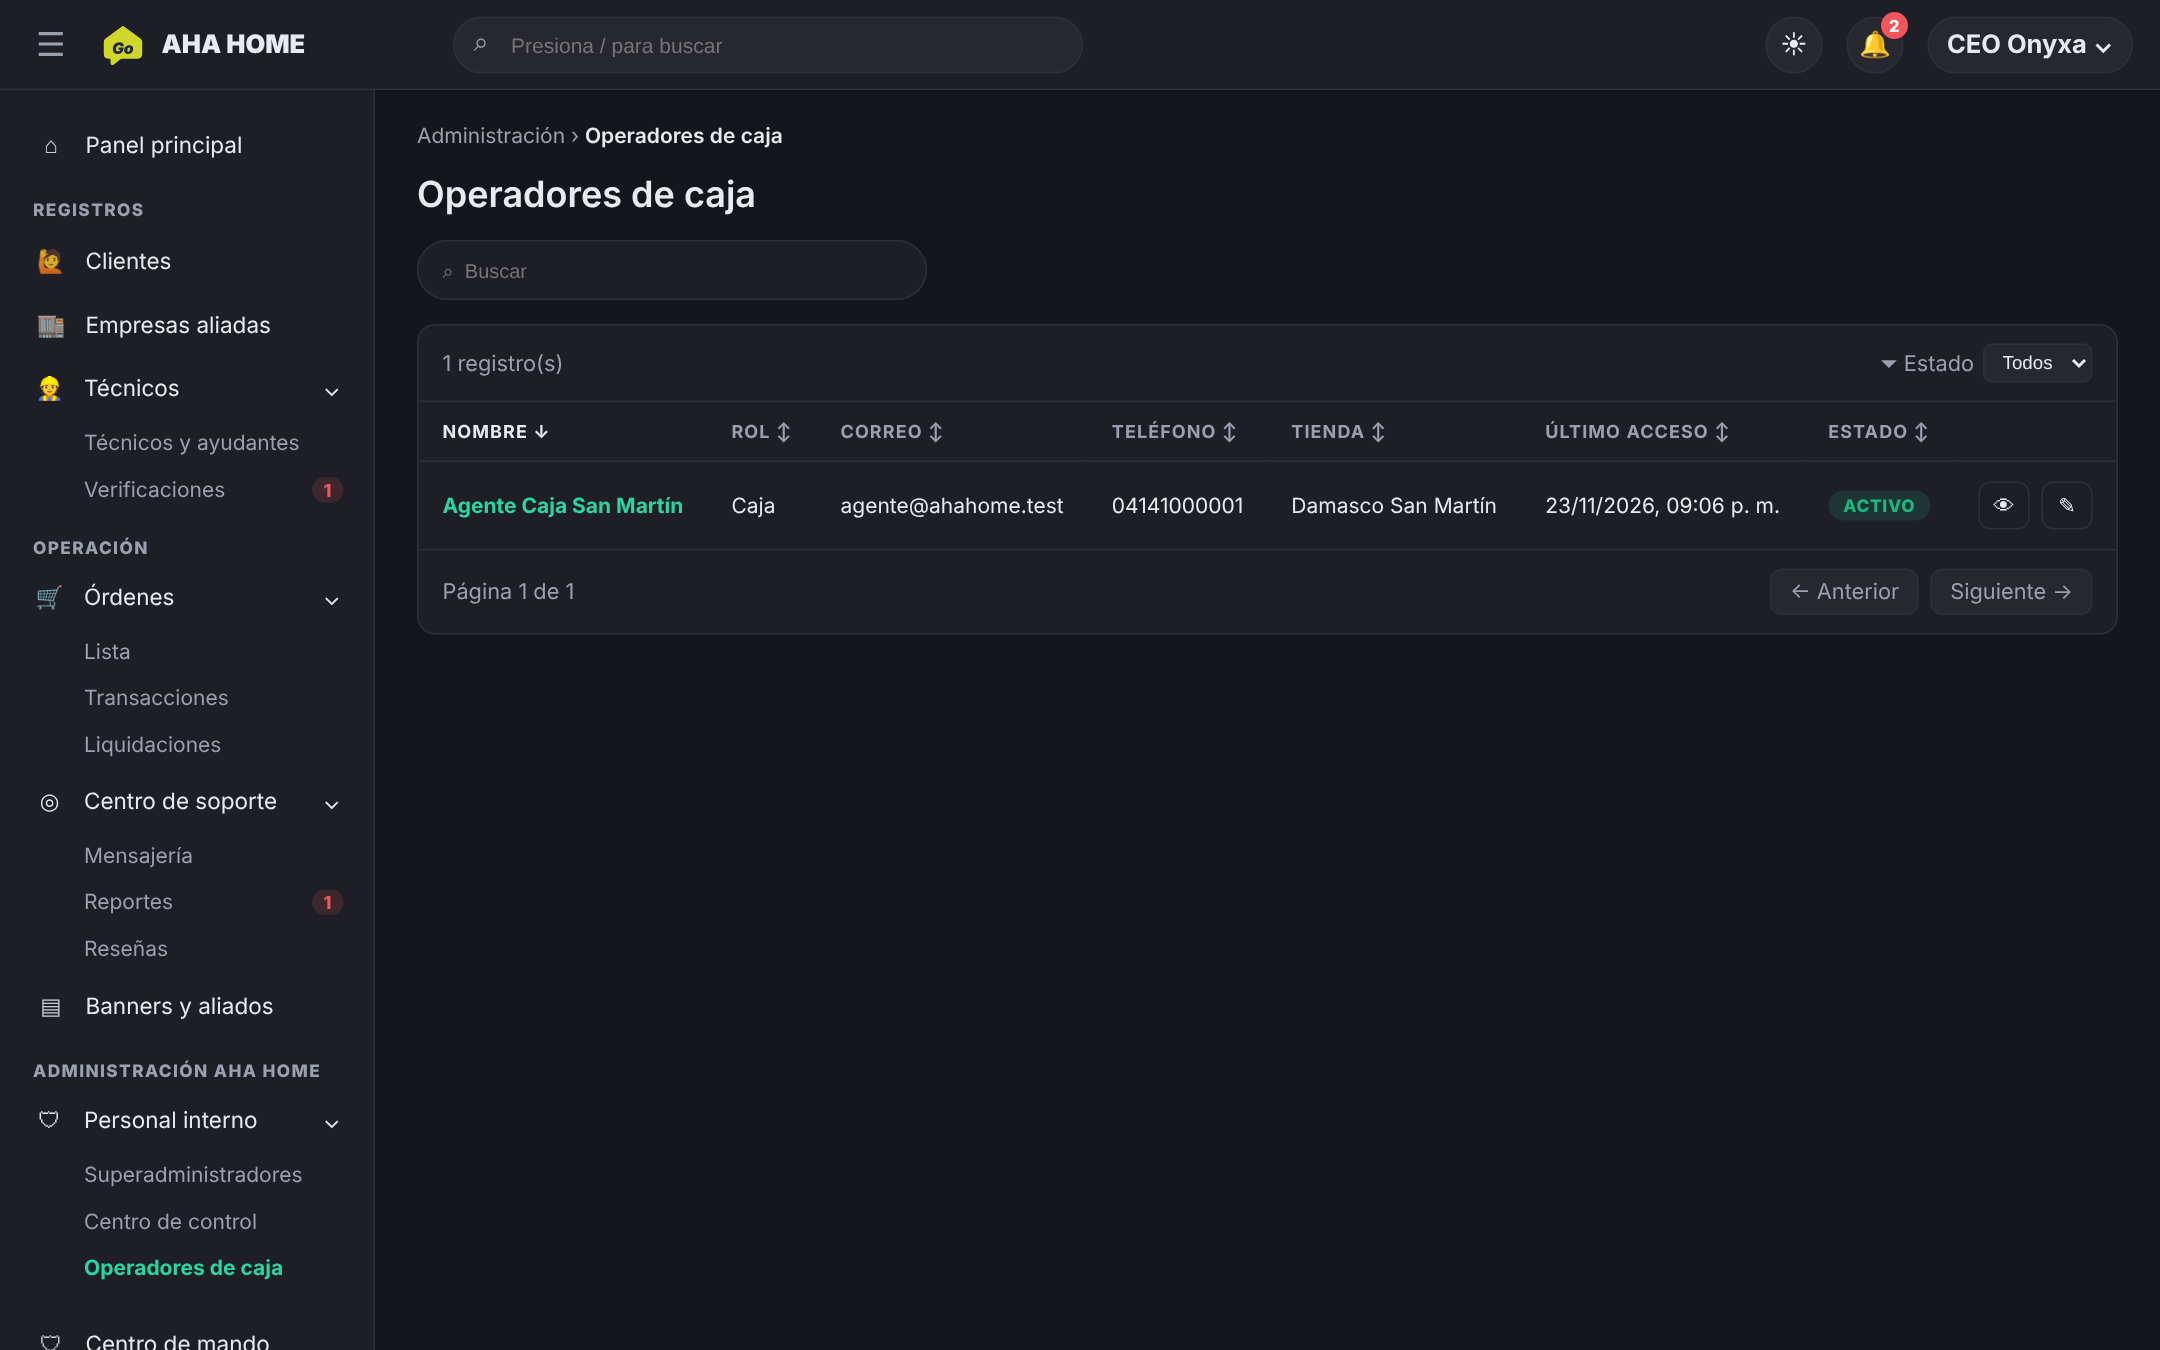 Go AHA HOME
Presiona / para buscar
2
CEO Onyxa
Panel principal
REGISTROS
Clientes
Empresas aliadas
Técnicos
Técnicos y ayudantes
Verificaciones 1
OPERACIÓN
Órdenes
Lista
Transacciones
Liquidaciones
Centro de soporte
Mensajería
Reportes 1
Reseñas
Banners y aliados
ADMINISTRACIÓN AHA HOME
Personal interno
Superadministradores
Centro de control
Operadores de caja
Centro de mando
Administración › Operadores de caja
Operadores de caja
Buscar
1 registro(s)
Estado Todos
NOMBRE ↓ ROL ↕ CORREO ↕ TELÉFONO ↕ TIENDA ↕ ÚLTIMO ACCESO ↕ ESTADO ↕
Agente Caja San Martín Caja agente@ahahome.test 04141000001 Damasco San Martín 23/11/2026, 09:06 p. m. ACTIVO
Página 1 de 1
← Anterior Siguiente →